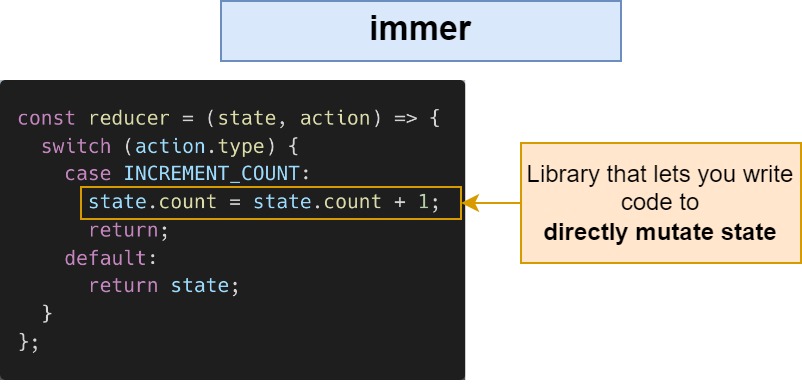 immer
const reducer = (state, action) => {
  switch (action.type) {
    case INCREMENT_COUNT:
      state.count = state.count + 1;
      return;
    default:
      return state;
  }
};
Library that lets you write
code to
directly mutate state